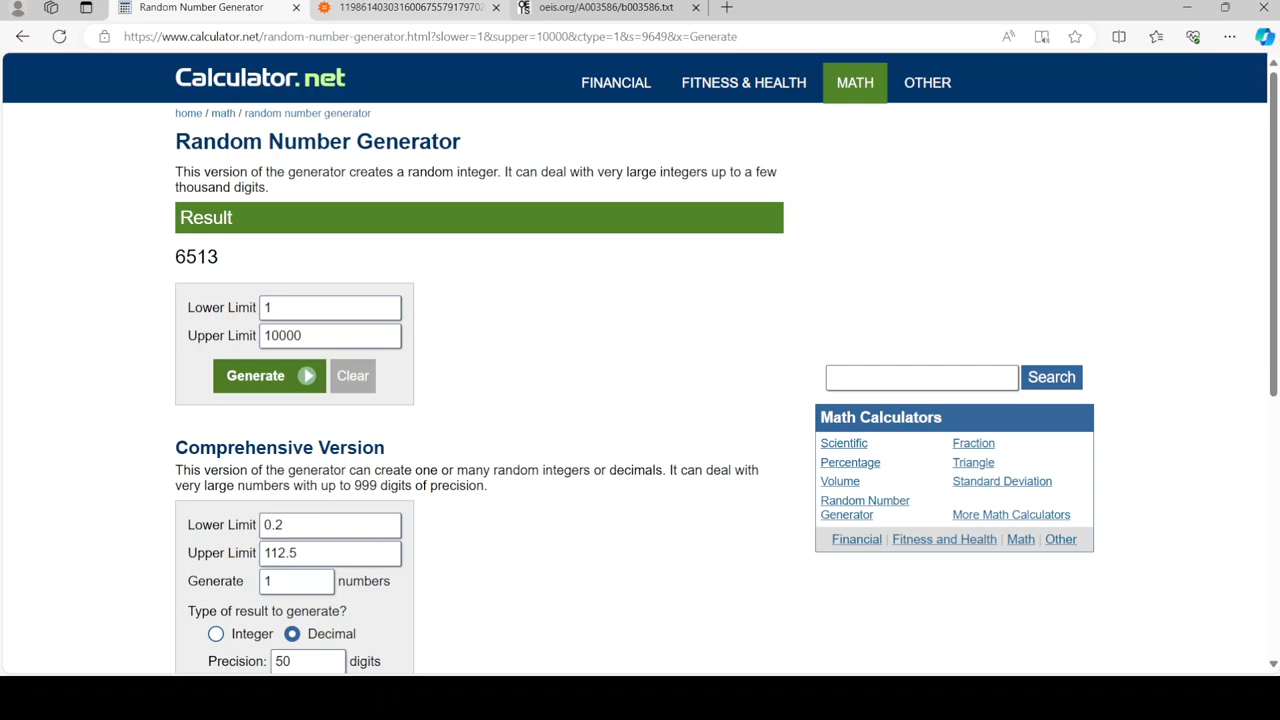 Random Number Generator
11986140303160067557917970
oeis.org/A003586/b003586.txt
https://www.calculator.net/random-number-generator.html?slower=1&supper=10000&ctype=1&s=9649&x=Generate
Calculator.net
FINANCIAL FITNESS & HEALTH MATH OTHER
home / math / random number generator
Random Number Generator
This version of the generator creates a random integer. It can deal with very large integers up to a few
thousand digits.
Result
6513
Lower Limit 1
Upper Limit 10000
Generate Clear
Search
Math Calculators
Scientific Fraction
Percentage Triangle
Volume Standard Deviation
Random Number
Generator More Math Calculators
Financial | Fitness and Health | Math | Other
Comprehensive Version
This version of the generator can create one or many random integers or decimals. It can deal with
very large numbers with up to 999 digits of precision.
Lower Limit 0.2
Upper Limit 112.5
Generate 1 numbers
Type of result to generate?
Integer Decimal
Precision: 50 digits